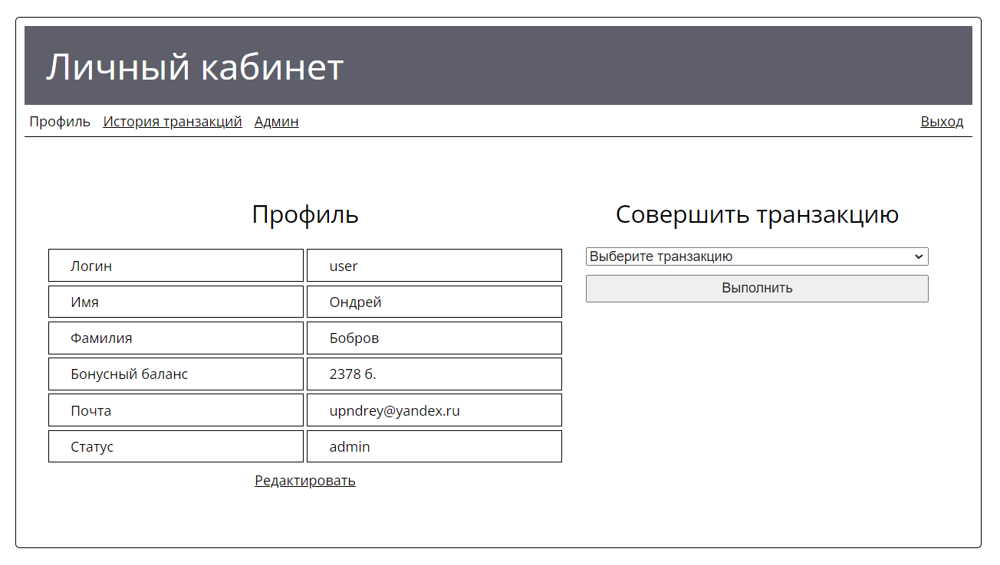 Личный кабинет
Профиль История транзакций Админ Выход
Профиль
Логин user
Имя Ондрей
Фамилия Бобров
Бонусный баланс 2378 б.
Почта upndrey@yandex.ru
Статус admin
Редактировать
Совершить транзакцию
Выберите транзакцию
Выполнить